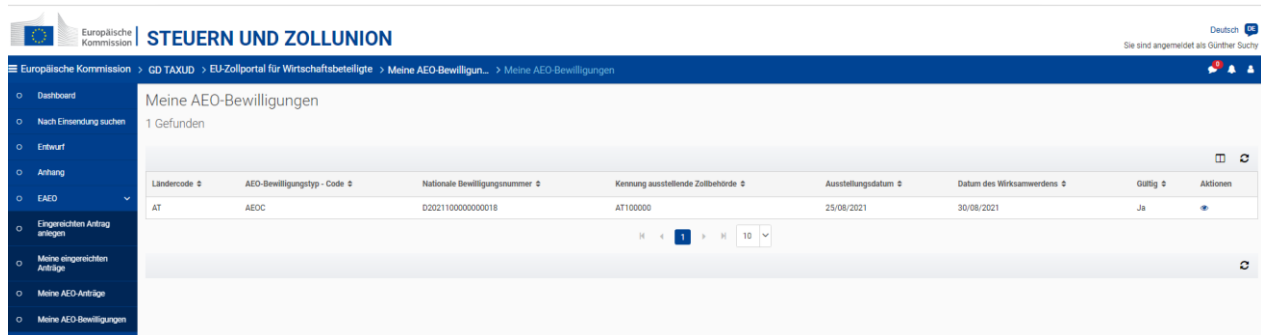 Europäische
Kommission
STEUERN UND ZOLLUNION
Deutsch DE
Sie sind angemeldet als Günther Suchy
Europäische Kommission > GD TAXUD > EU-Zollportal für Wirtschaftsbeteiligte > Meine AEO-Bewilligun... > Meine AEO-Bewilligungen
0
Dashboard
Nach Einsendung suchen
Entwurf
Anhang
EAEO
Eingereichten Antrag
anlegen
Meine eingereichten
Anträge
Meine AEO-Anträge
Meine AEO-Bewilligungen
Meine AEO-Bewilligungen
1 Gefunden
Ländercode AEO-Bewilligungstyp - Code Nationale Bewilligungsnummer Kennung ausstellende Zollbehörde Ausstellungsdatum Datum des Wirksamwerdens Gültig Aktionen
AT AEOC D2021100000000018 AT100000 25/08/2021 30/08/2021 Ja
1 10